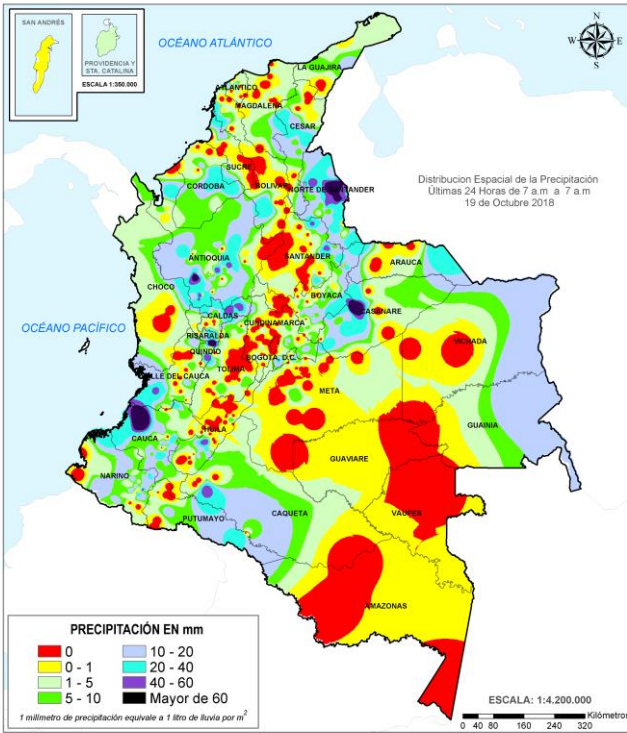 SAN ANDRÉS
PROVIDENCIA Y
STA. CATALINA
ESCALA 1:350.000
OCÉANO ATLÁNTICO
N
W
E
S
LA GUAJIRA
ATLANTICO
MAGDALENA
CESAR
SUCRE
CORDOBA
BOLIVAR
NORTE DE SANTANDER
Distribucion Espacial de la Precipitación
Últimas 24 Horas de 7 a.m a 7 a.m
19 de Octubre 2018
ANTIOQUIA
SANTANDER
ARAUCA
CHOCO
BOYACA
CASANARE
CALDAS
OCÉANO PACÍFICO
CUNDINAMARCA
RISARALDA
QUINDIO
BOGOTA, D.C.
VICHADA
TOLIMA
VALLE DEL CAUCA
META
GUAINIA
CAUCA
HUILA
GUAVIARE
NARIÑO
PUTUMAYO
CAQUETA
VAUPES
AMAZONAS
PRECIPITACIÓN EN mm
0 10 - 20
0 - 1 20 - 40
1 - 5 40 - 60
5 - 10 Mayor de 60
1 milimetro de precipitación equivale a 1 litro de lluvia por m²
ESCALA: 1:4.200.000
Kilómetros
0 40 80 160 240 320